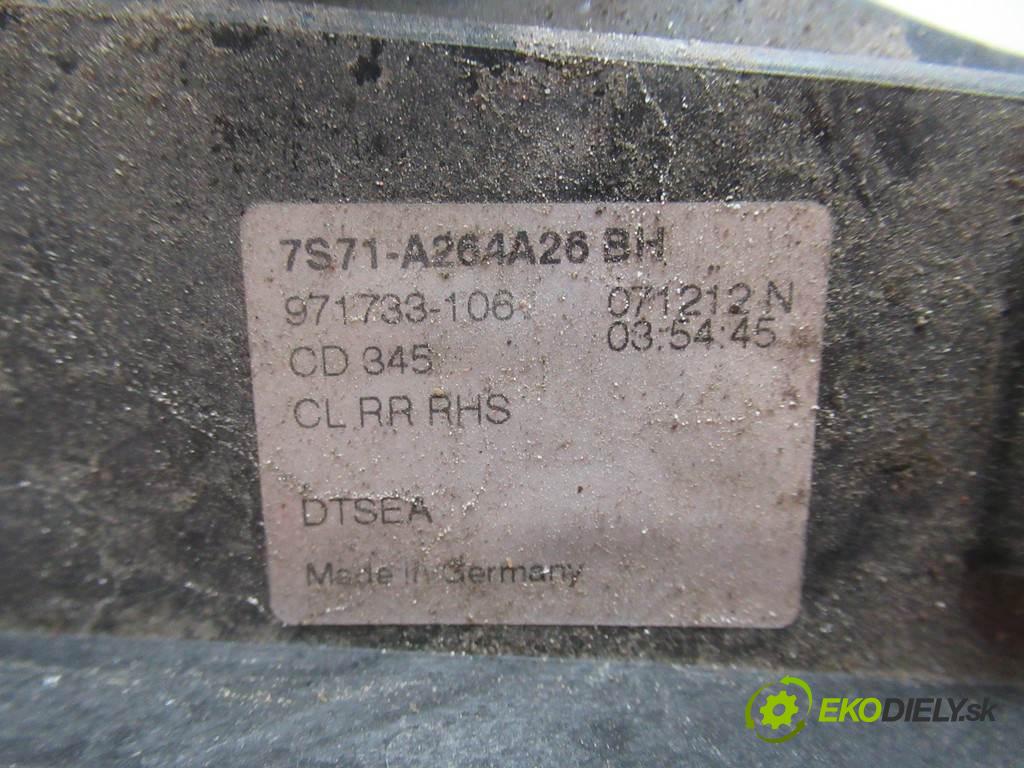 7S71-A264A26 BH
971733-106 071212 N
03:54:45
CD 345
CL RR RHS
DTSEA
Made in Germany
EKODIELY.sk